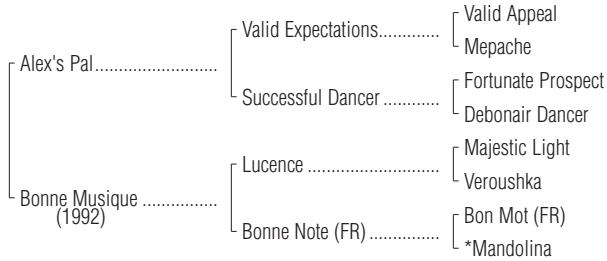 Valid Appeal
Valid Expectations.............
Mepache
Alex's Pal........................
Fortunate Prospect
Successful Dancer ............
Debonair Dancer
Majestic Light
Lucence ............................
Veroushka
Bonne Musique ................
(1992)
Bon Mot (FR)
Bonne Note (FR)...............
*Mandolina